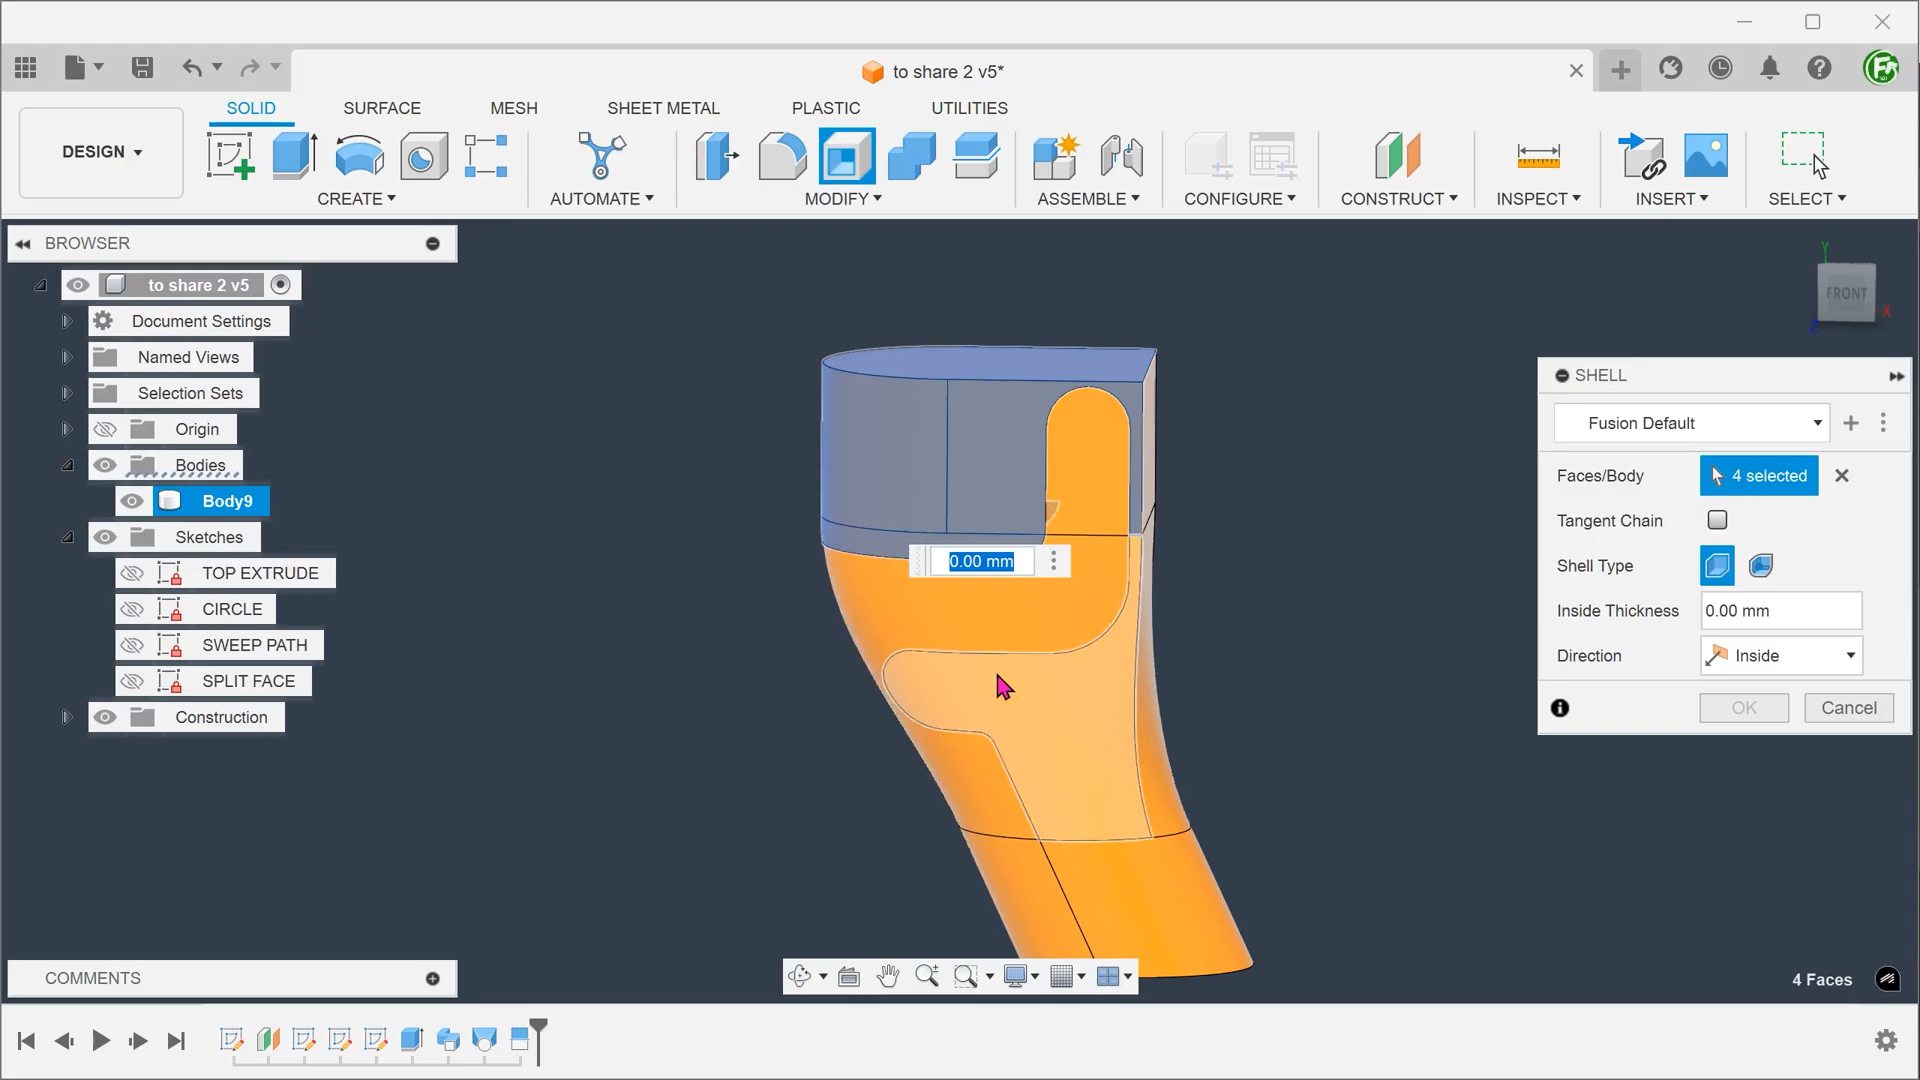 to share 2 v5*
SOLID SURFACE MESH SHEET METAL PLASTIC UTILITIES
DESIGN
CREATE AUTOMATE MODIFY ASSEMBLE CONFIGURE CONSTRUCT INSPECT INSERT SELECT
BROWSER
to share 2 v5
Document Settings
Named Views
Selection Sets
Origin
Bodies
Body9
Sketches
TOP EXTRUDE
CIRCLE
SWEEP PATH
SPLIT FACE
Construction
0.00 mm
Y
FRONT
X
Z
SHELL
Fusion Default
Faces/Body 4 selected
Tangent Chain
Shell Type
Inside Thickness 0.00 mm
Direction Inside
OK Cancel
COMMENTS
4 Faces